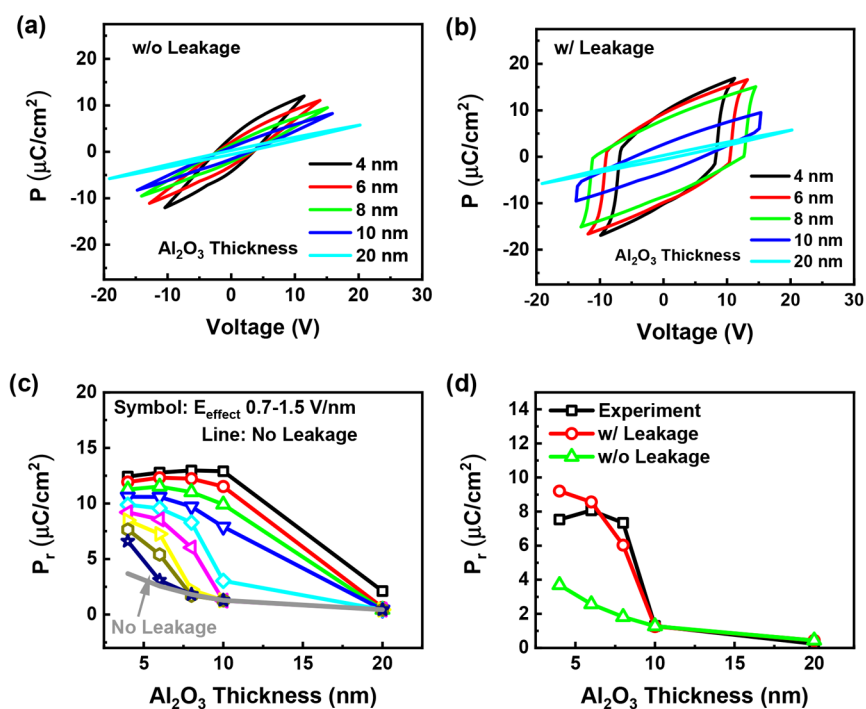 (a)
w/o Leakage
P (μC/cm²)
20
10
0
-10
-20
4 nm
6 nm
8 nm
10 nm
20 nm
Al₂O₃ Thickness
-20 -10 0 10 20 30
Voltage (V)
(b)
w/ Leakage
P (μC/cm²)
20
10
0
-10
-20
4 nm
6 nm
8 nm
10 nm
20 nm
Al₂O₃ Thickness
-20 -10 0 10 20 30
Voltage (V)
(c)
Symbol: E_effect 0.7-1.5 V/nm
Line: No Leakage
Pᵣ (μC/cm²)
20
15
10
5
0
No Leakage
5 10 15 20
Al₂O₃ Thickness (nm)
(d)
Experiment
w/ Leakage
w/o Leakage
Pᵣ (μC/cm²)
14
12
10
8
6
4
2
0
5 10 15 20
Al₂O₃ Thickness (nm)